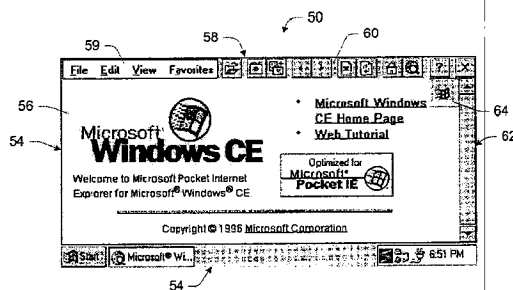 50
59 58 60
File Edit View Favorites ? ×
56
64
62
54
Microsoft
Windows CE
• Microsoft Windows
CE Home Page
• Web Tutorial
Welcome to Microsoft Pocket Internet
Explorer for Microsoft® Windows® CE
Optimized for
Microsoft®
Pocket IE
Copyright © 1996 Microsoft Corporation
Start Microsoft® Wi... 6:51 PM
54